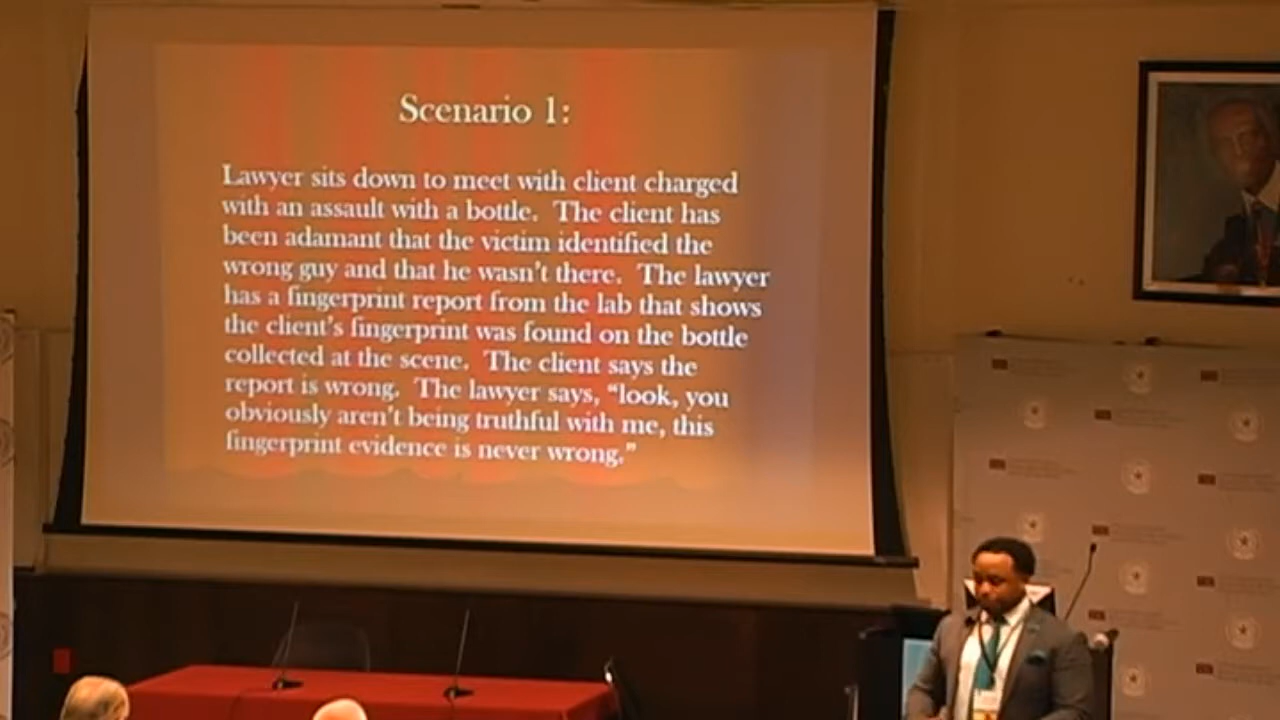 Scenario 1:
Lawyer sits down to meet with client charged
with an assault with a bottle.  The client has
been adamant that the victim identified the
wrong guy and that he wasn't there.  The lawyer
has a fingerprint report from the lab that shows
the client's fingerprint was found on the bottle
collected at the scene.  The client says the
report is wrong.  The lawyer says, “look, you
obviously aren't being truthful with me, this
fingerprint evidence is never wrong.”